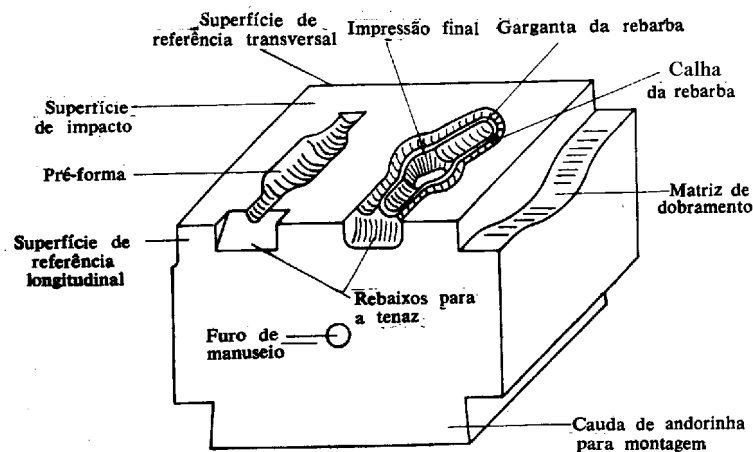 Superfície de
referência transversal
Impressão final
Garganta da rebarba
Calha
da rebarba
Superfície
de impacto
Pré-forma
Matriz de
dobramento
Superfície de
referência
longitudinal
Rebaixos para
a tenaz
Furo de
manuseio
Cauda de andorinha
para montagem